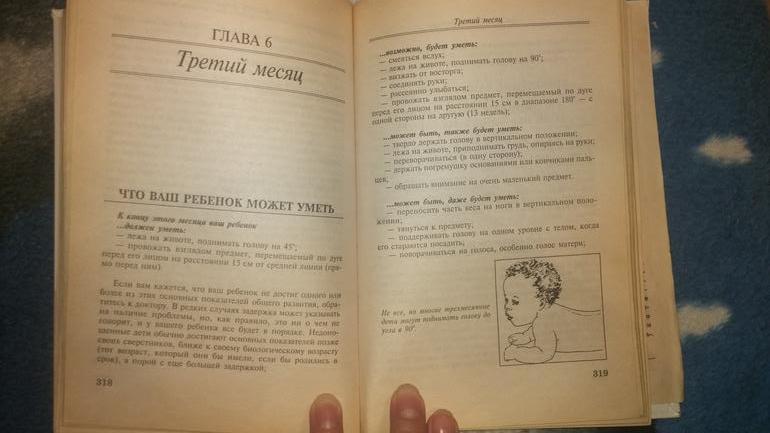 ГЛАВА 6
Третий месяц
ЧТО ВАШ РЕБЕНОК МОЖЕТ УМЕТЬ
К концу этого месяца ваш ребенок
...должен уметь:
— лежа на животе, поднимать голову на 45°;
— провожать взглядом предмет, перемещаемый по дуге
перед его лицом на расстоянии 15 см от средней линии (пря-
мо перед ним).
Если вам кажется, что ваш ребенок не достиг одного или
более из этих основных показателей общего развития, обра-
титесь к доктору. В редких случаях задержка может указывать
на наличие проблемы, но, как правило, это ни о чем не
говорит, и у вашего ребенка все будет в порядке. Недоно-
шенные дети обычно достигают основных показателей позже
своих сверстников, ближе к своему биологическому возрасту
(тот возраст, который они бы имели, если бы родились в
срок), а порой с еще большей задержкой;
318
Третий месяц
...возможно, будет уметь:
— смеяться вслух;
— лежа на животе, поднимать голову на 90°;
— визжать от восторга;
— соединять руки;
— рассеянно улыбаться;
— провожать взглядом предмет, перемещаемый по дуге
перед его лицом на расстоянии 15 см в диапазоне 180° — с
одной стороны на другую (13 недель);
...может быть, также будет уметь:
— твердо держать голову в вертикальном положении;
— лежа на животе, приподнимать грудь, опираясь на руки;
— переворачиваться (в одну сторону);
— держать погремушку основаниями или кончиками паль-
цев;
— обращать внимание на очень маленький предмет.
...может быть, даже будет уметь:
— переносить часть веса на ноги в вертикальном поло-
жении;
— тянуться к предмету;
— поддерживать голову на одном уровне с телом, когда
его стараются посадить;
— поворачиваться на голоса, особенно голос матери;
Не все, но многие трехмесячные
дети могут поднимать голову до
угла в 90°.
319